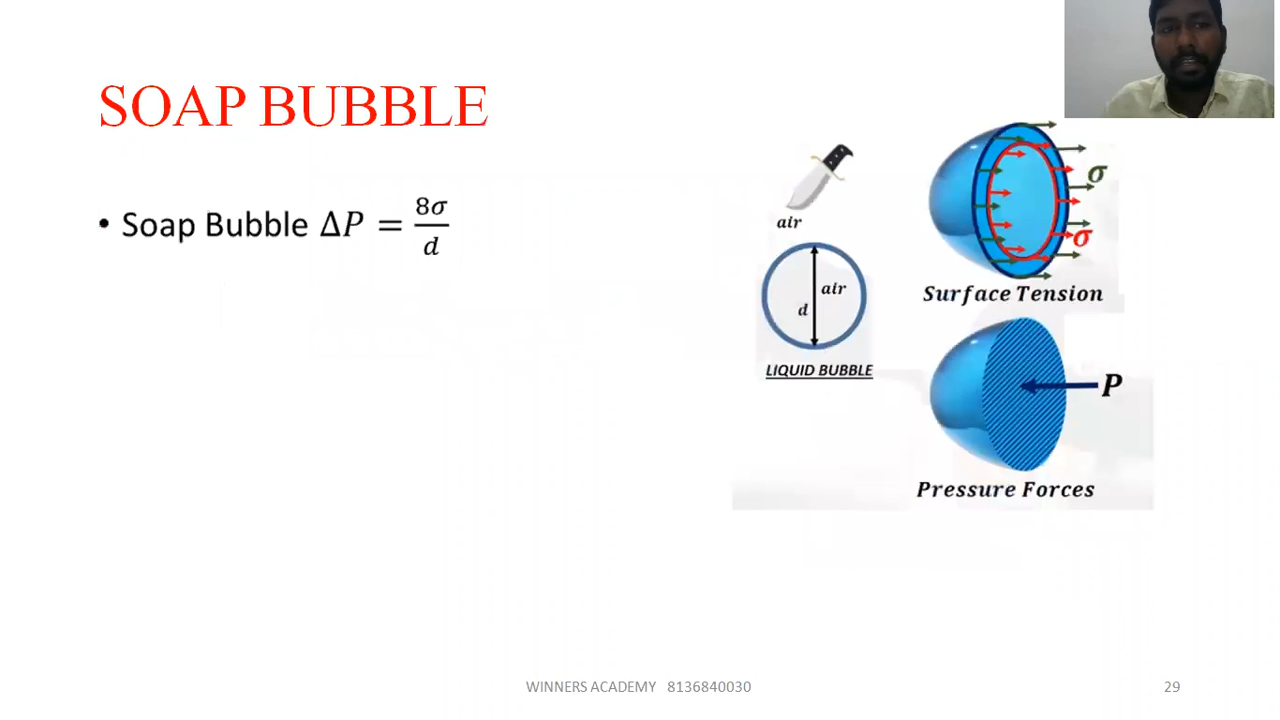 SOAP BUBBLE
• Soap Bubble ΔP = 8σ/d
air
air
d
LIQUID BUBBLE
σ
σ
Surface Tension
P
Pressure Forces
WINNERS ACADEMY 8136840030
29